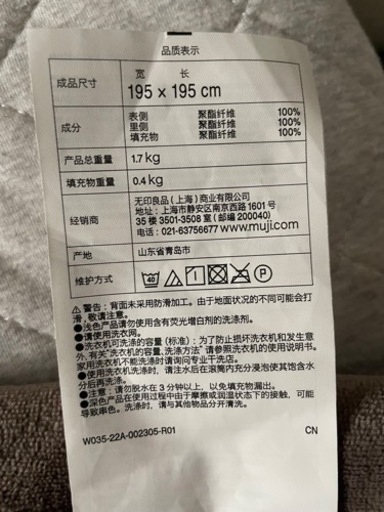 品质表示
成品尺寸
宽 长
195 x 195 cm
成分
表侧 聚酯纤维 100%
里侧 聚酯纤维 100%
填充物 聚酯纤维 100%
产品总重量 1.7 kg
填充物重量 0.4 kg
经销商
无印良品（上海）商业有限公司
地址：上海市静安区南京西路 1601 号
35 楼 3501-3508 室（邮编 200040）
电话：021-63756677 www.muji.com
产地 山东省青岛市
维护方式 40 P
⚠ 警告：背面未采用防滑加工。由于地面状况的不同可能会打
滑，敬请注意。
●浅色产品请勿使用含有荧光增白剂的洗涤剂。
●请使用洗衣网。
●洗衣机可洗涤的容量（标准）：为了防止损坏洗衣机和发生意
外，有关“洗衣机的容量、洗涤方法”请参照洗衣机的使用说明书。
家用洗衣机不能洗涤时请询问专业干洗店。
●使用洗衣机洗涤时，请注水后在滚筒内充分浸泡使其饱含水
分后再洗涤。
●注意：请勿脱水在 3 分钟以上，以免填充物漏出。
●深色产品在使用过程中由于摩擦或润湿状态下的接触，可能
导致串色。洗涤时，请与其他物品分开清洗。
W035-22A-002305-R01 CN